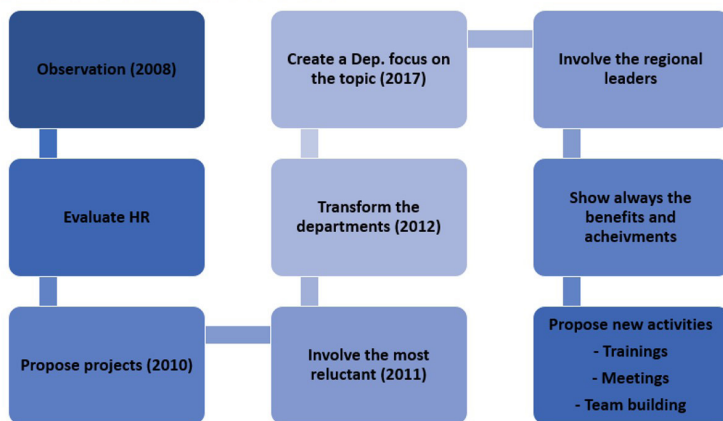 Observation (2008)
Evaluate HR
Propose projects (2010)
Involve the most
reluctant (2011)
Transform the
departments (2012)
Create a Dep. focus on
the topic (2017)
Involve the regional
leaders
Show always the
benefits and
acheivments
Propose new activities
- Trainings
- Meetings
- Team building